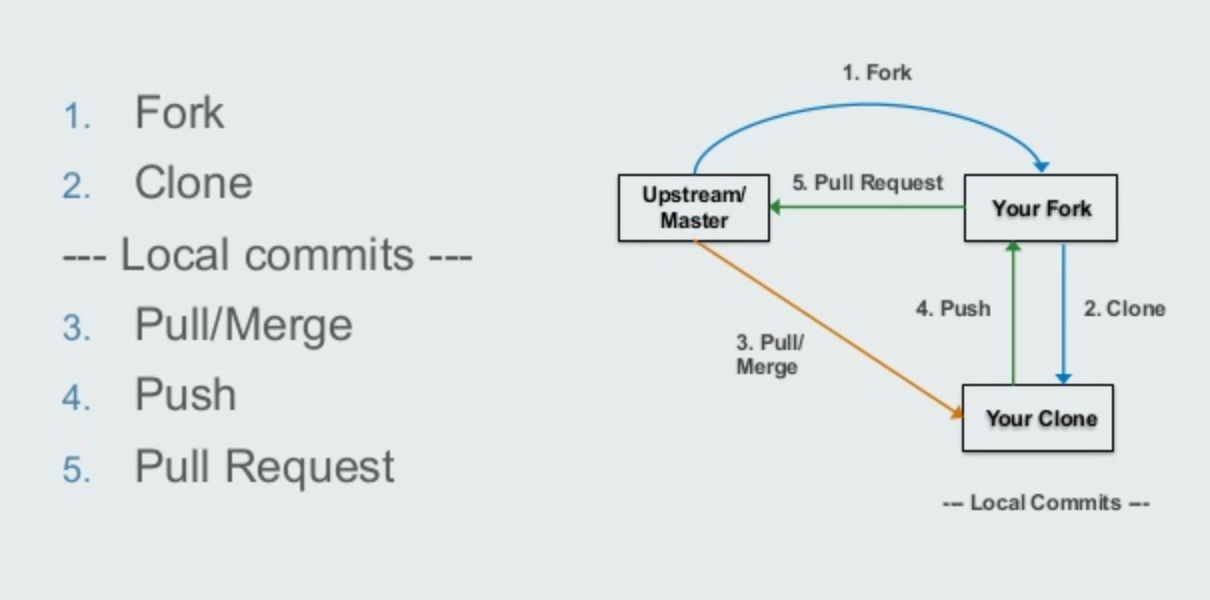 1. Fork
2. Clone
--- Local commits ---
3. Pull/Merge
4. Push
5. Pull Request
1. Fork
Upstream/
Master
5. Pull Request
Your Fork
4. Push
2. Clone
3. Pull/
Merge
Your Clone
--- Local Commits ---